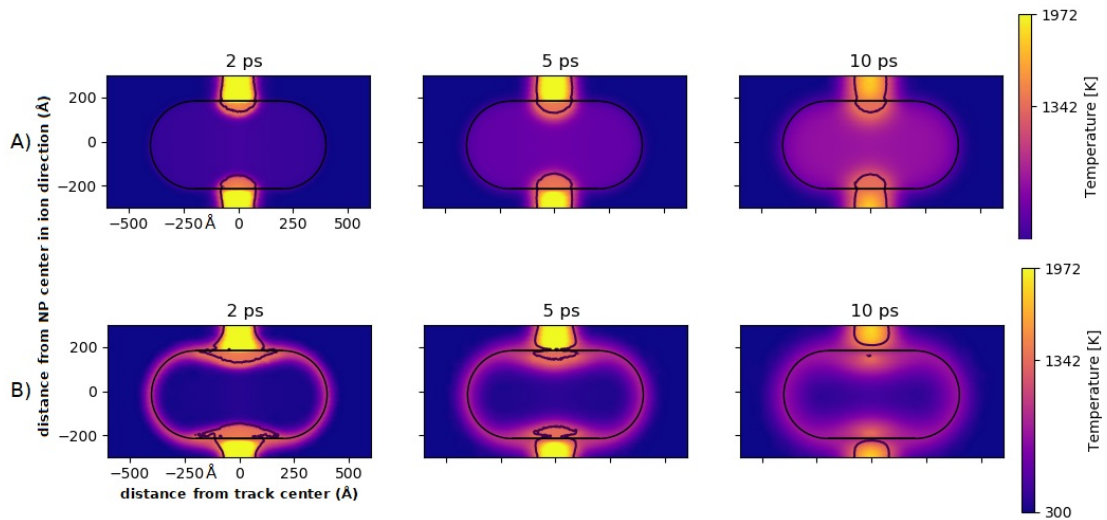 2 ps
5 ps
10 ps
1972
1342
Temperature [K]
A)
200
0
−200
−500
−250
Å
0
250
500
distance from NP center in ion direction (Å)
2 ps
5 ps
10 ps
1972
1342
300
Temperature [K]
B)
200
0
−200
−500
−250
Å
0
250
500
distance from track center (Å)